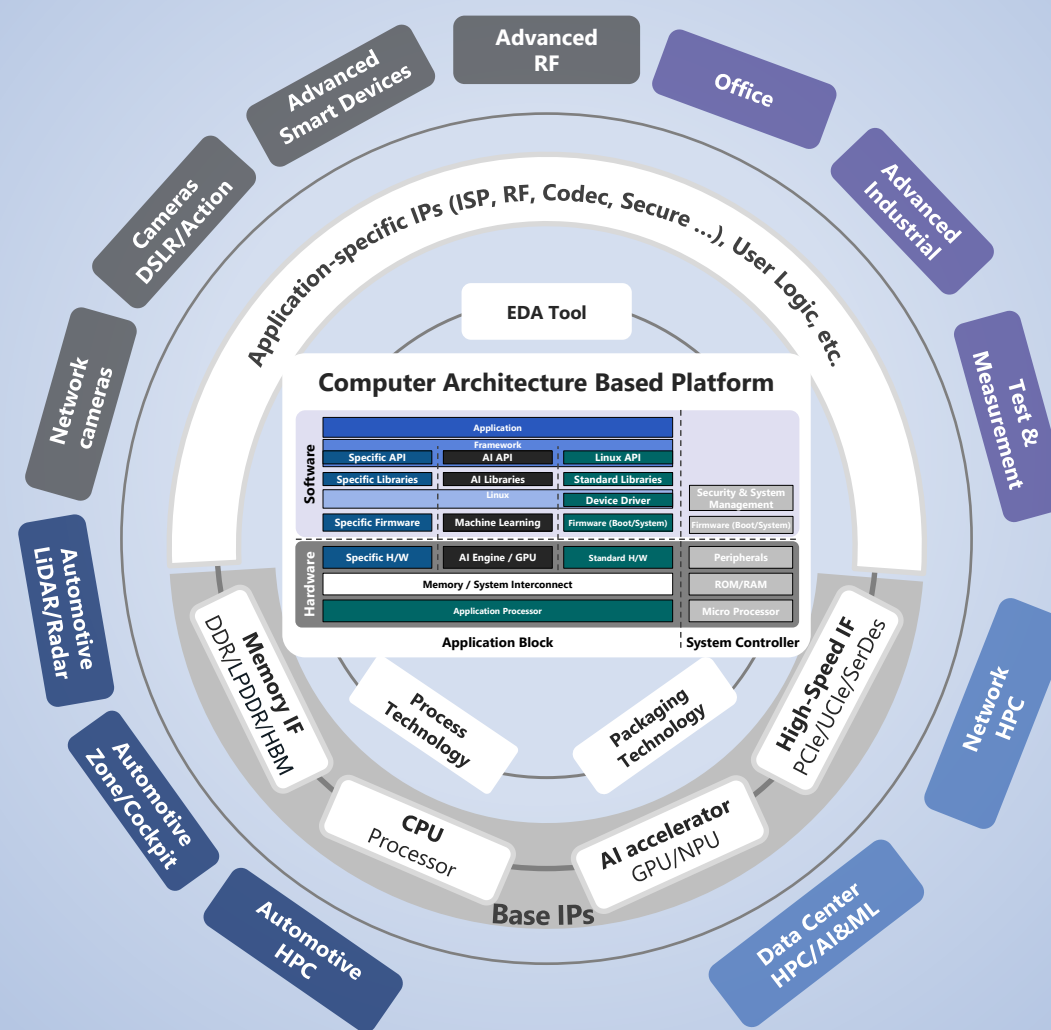 Advanced
RF
Office
Advanced
Industrial
Test &
Measurement
Network
HPC
Data Center
HPC/AI&ML
Automotive
HPC
Automotive
Zone/Cockpit
Automotive
LiDAR/Radar
Network
cameras
Cameras
DSLR/Action
Advanced
Smart Devices
Application-specific IPs (ISP, RF, Codec, Secure ...), User Logic, etc.
EDA Tool
Computer Architecture Based Platform
Software
Application
Framework
Specific API
AI API
Linux API
Specific Libraries
AI Libraries
Standard Libraries
Linux
Device Driver
Security & System
Management
Specific Firmware
Machine Learning
Firmware (Boot/System)
Firmware (Boot/System)
Hardware
Specific H/W
AI Engine / GPU
Standard H/W
Peripherals
Memory / System Interconnect
ROM/RAM
Application Processor
Micro Processor
Application Block
System Controller
Process
Technology
Packaging
Technology
Memory IF
DDR/LPDDR/HBM
CPU
Processor
AI accelerator
GPU/NPU
High-Speed IF
PCIe/UCIe/SerDes
Base IPs